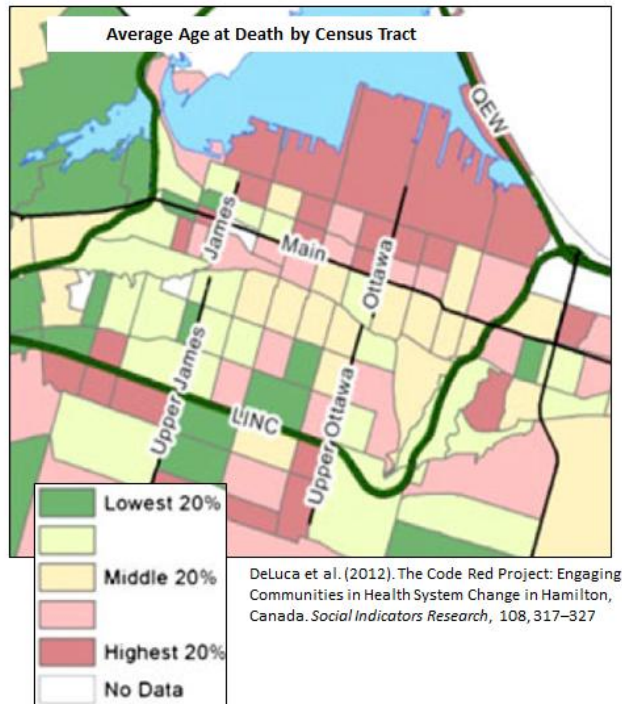 Average Age at Death by Census Tract
QEW
James
Main
Ottawa
Upper James
LINC
Upper Ottawa
Lowest 20%
Middle 20%
Highest 20%
No Data
DeLuca et al. (2012). The Code Red Project: Engaging
Communities in Health System Change in Hamilton,
Canada. Social Indicators Research, 108, 317–327